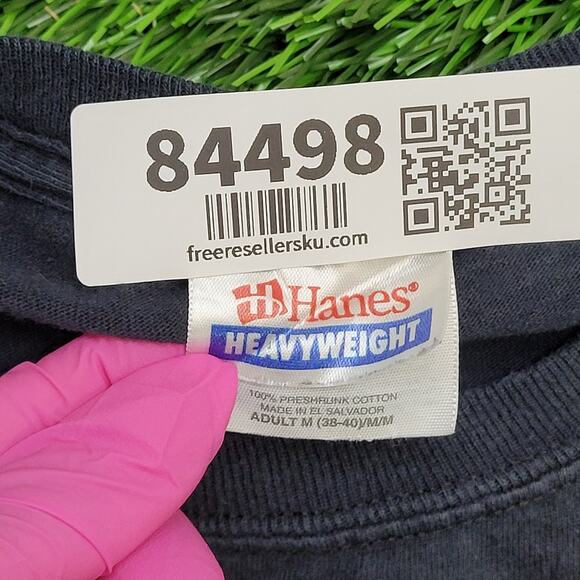 84498
freeresellersku.com
Hanes®
HEAVYWEIGHT
100% PRESHRUNK COTTON
MADE IN EL SALVADOR
ADULT M (38-40)/M/M